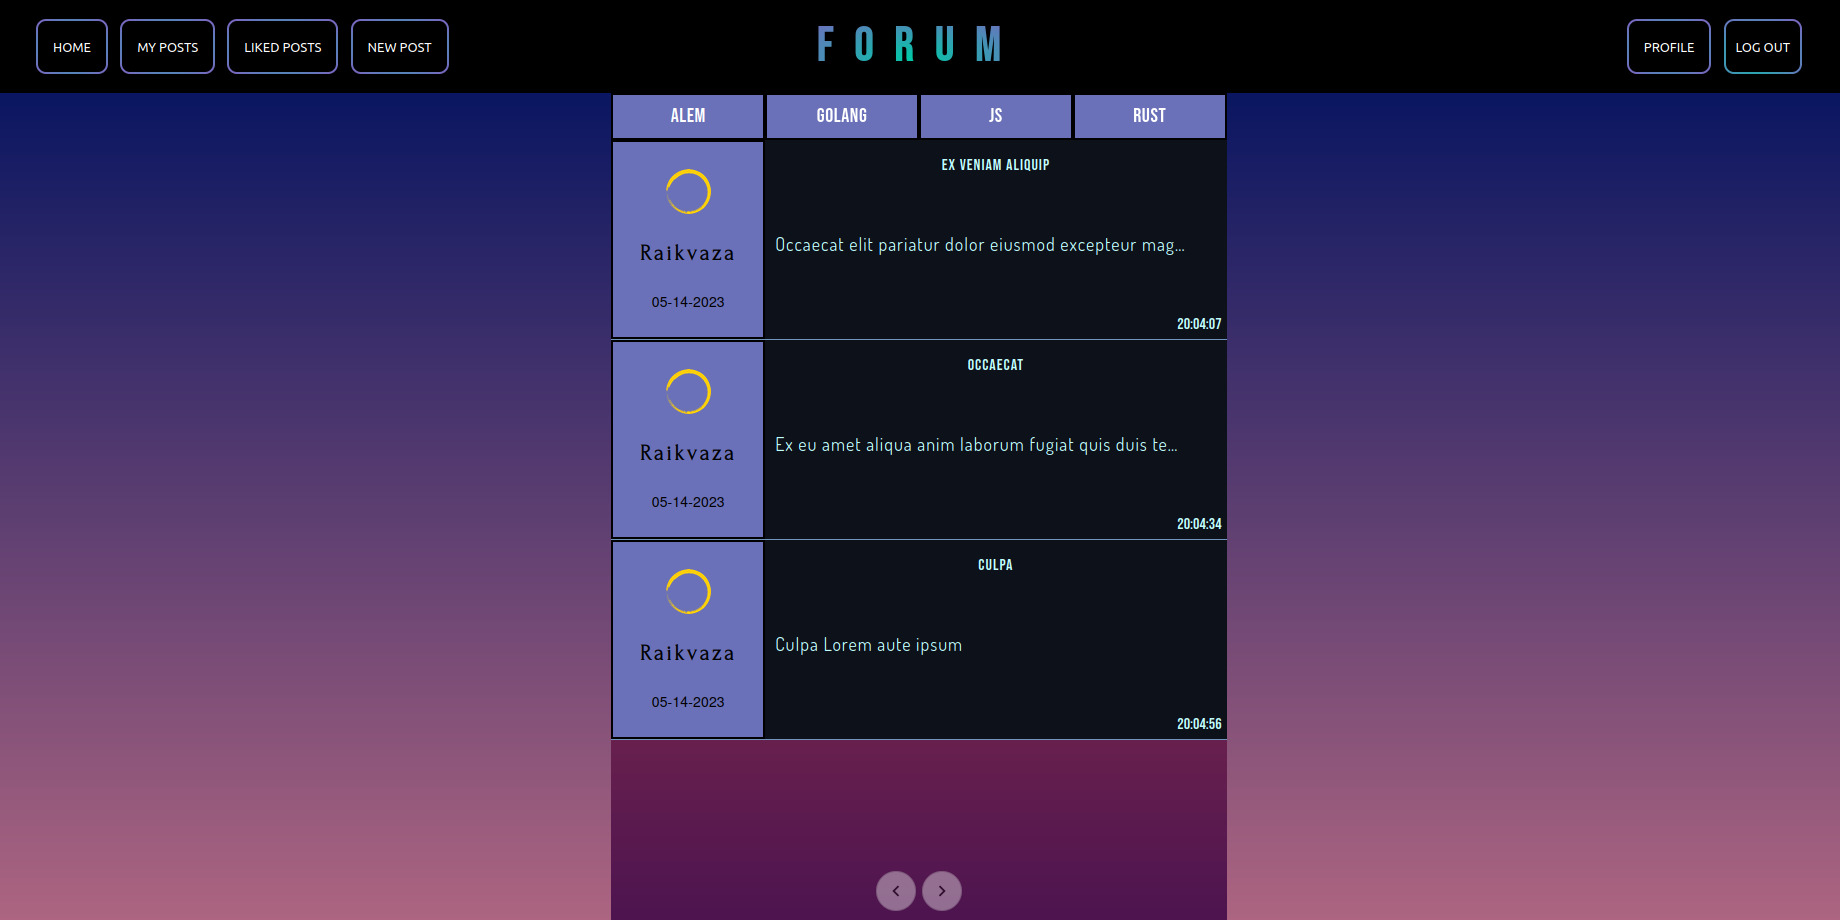 HOME
MY POSTS
LIKED POSTS
NEW POST
FORUM
PROFILE
LOG OUT
ALEM
GOLANG
JS
RUST
Raikvaza
05-14-2023
EX VENIAM ALIQUIP
Occaecat elit pariatur dolor eiusmod excepteur mag...
20:04:07
Raikvaza
05-14-2023
OCCAECAT
Ex eu amet aliqua anim laborum fugiat quis duis te...
20:04:34
Raikvaza
05-14-2023
CULPA
Culpa Lorem aute ipsum
20:04:56